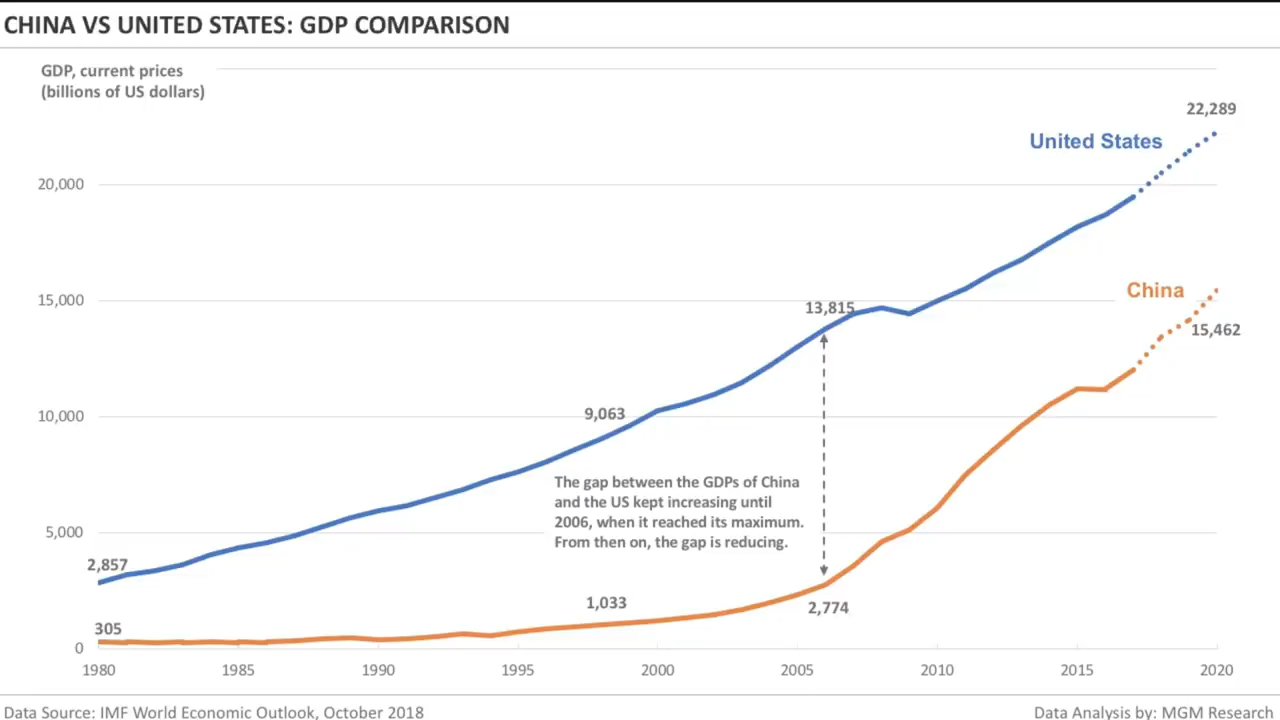 CHINA VS UNITED STATES: GDP COMPARISON
GDP, current prices
(billions of US dollars)
22,289
United States
20,000
China
15,000
13,815
15,462
10,000
9,063
The gap between the GDPs of China
and the US kept increasing until
2006, when it reached its maximum.
From then on, the gap is reducing.
5,000
2,857
1,033
2,774
305
0
1980 1985 1990 1995 2000 2005 2010 2015 2020
Data Source: IMF World Economic Outlook, October 2018
Data Analysis by: MGM Research